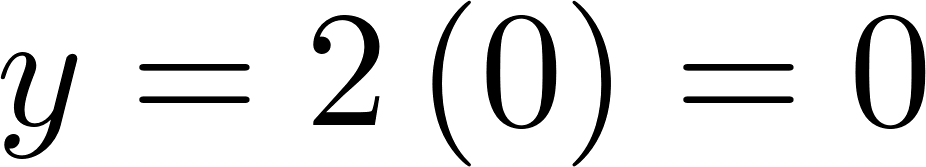 y = 2 (0) = 0